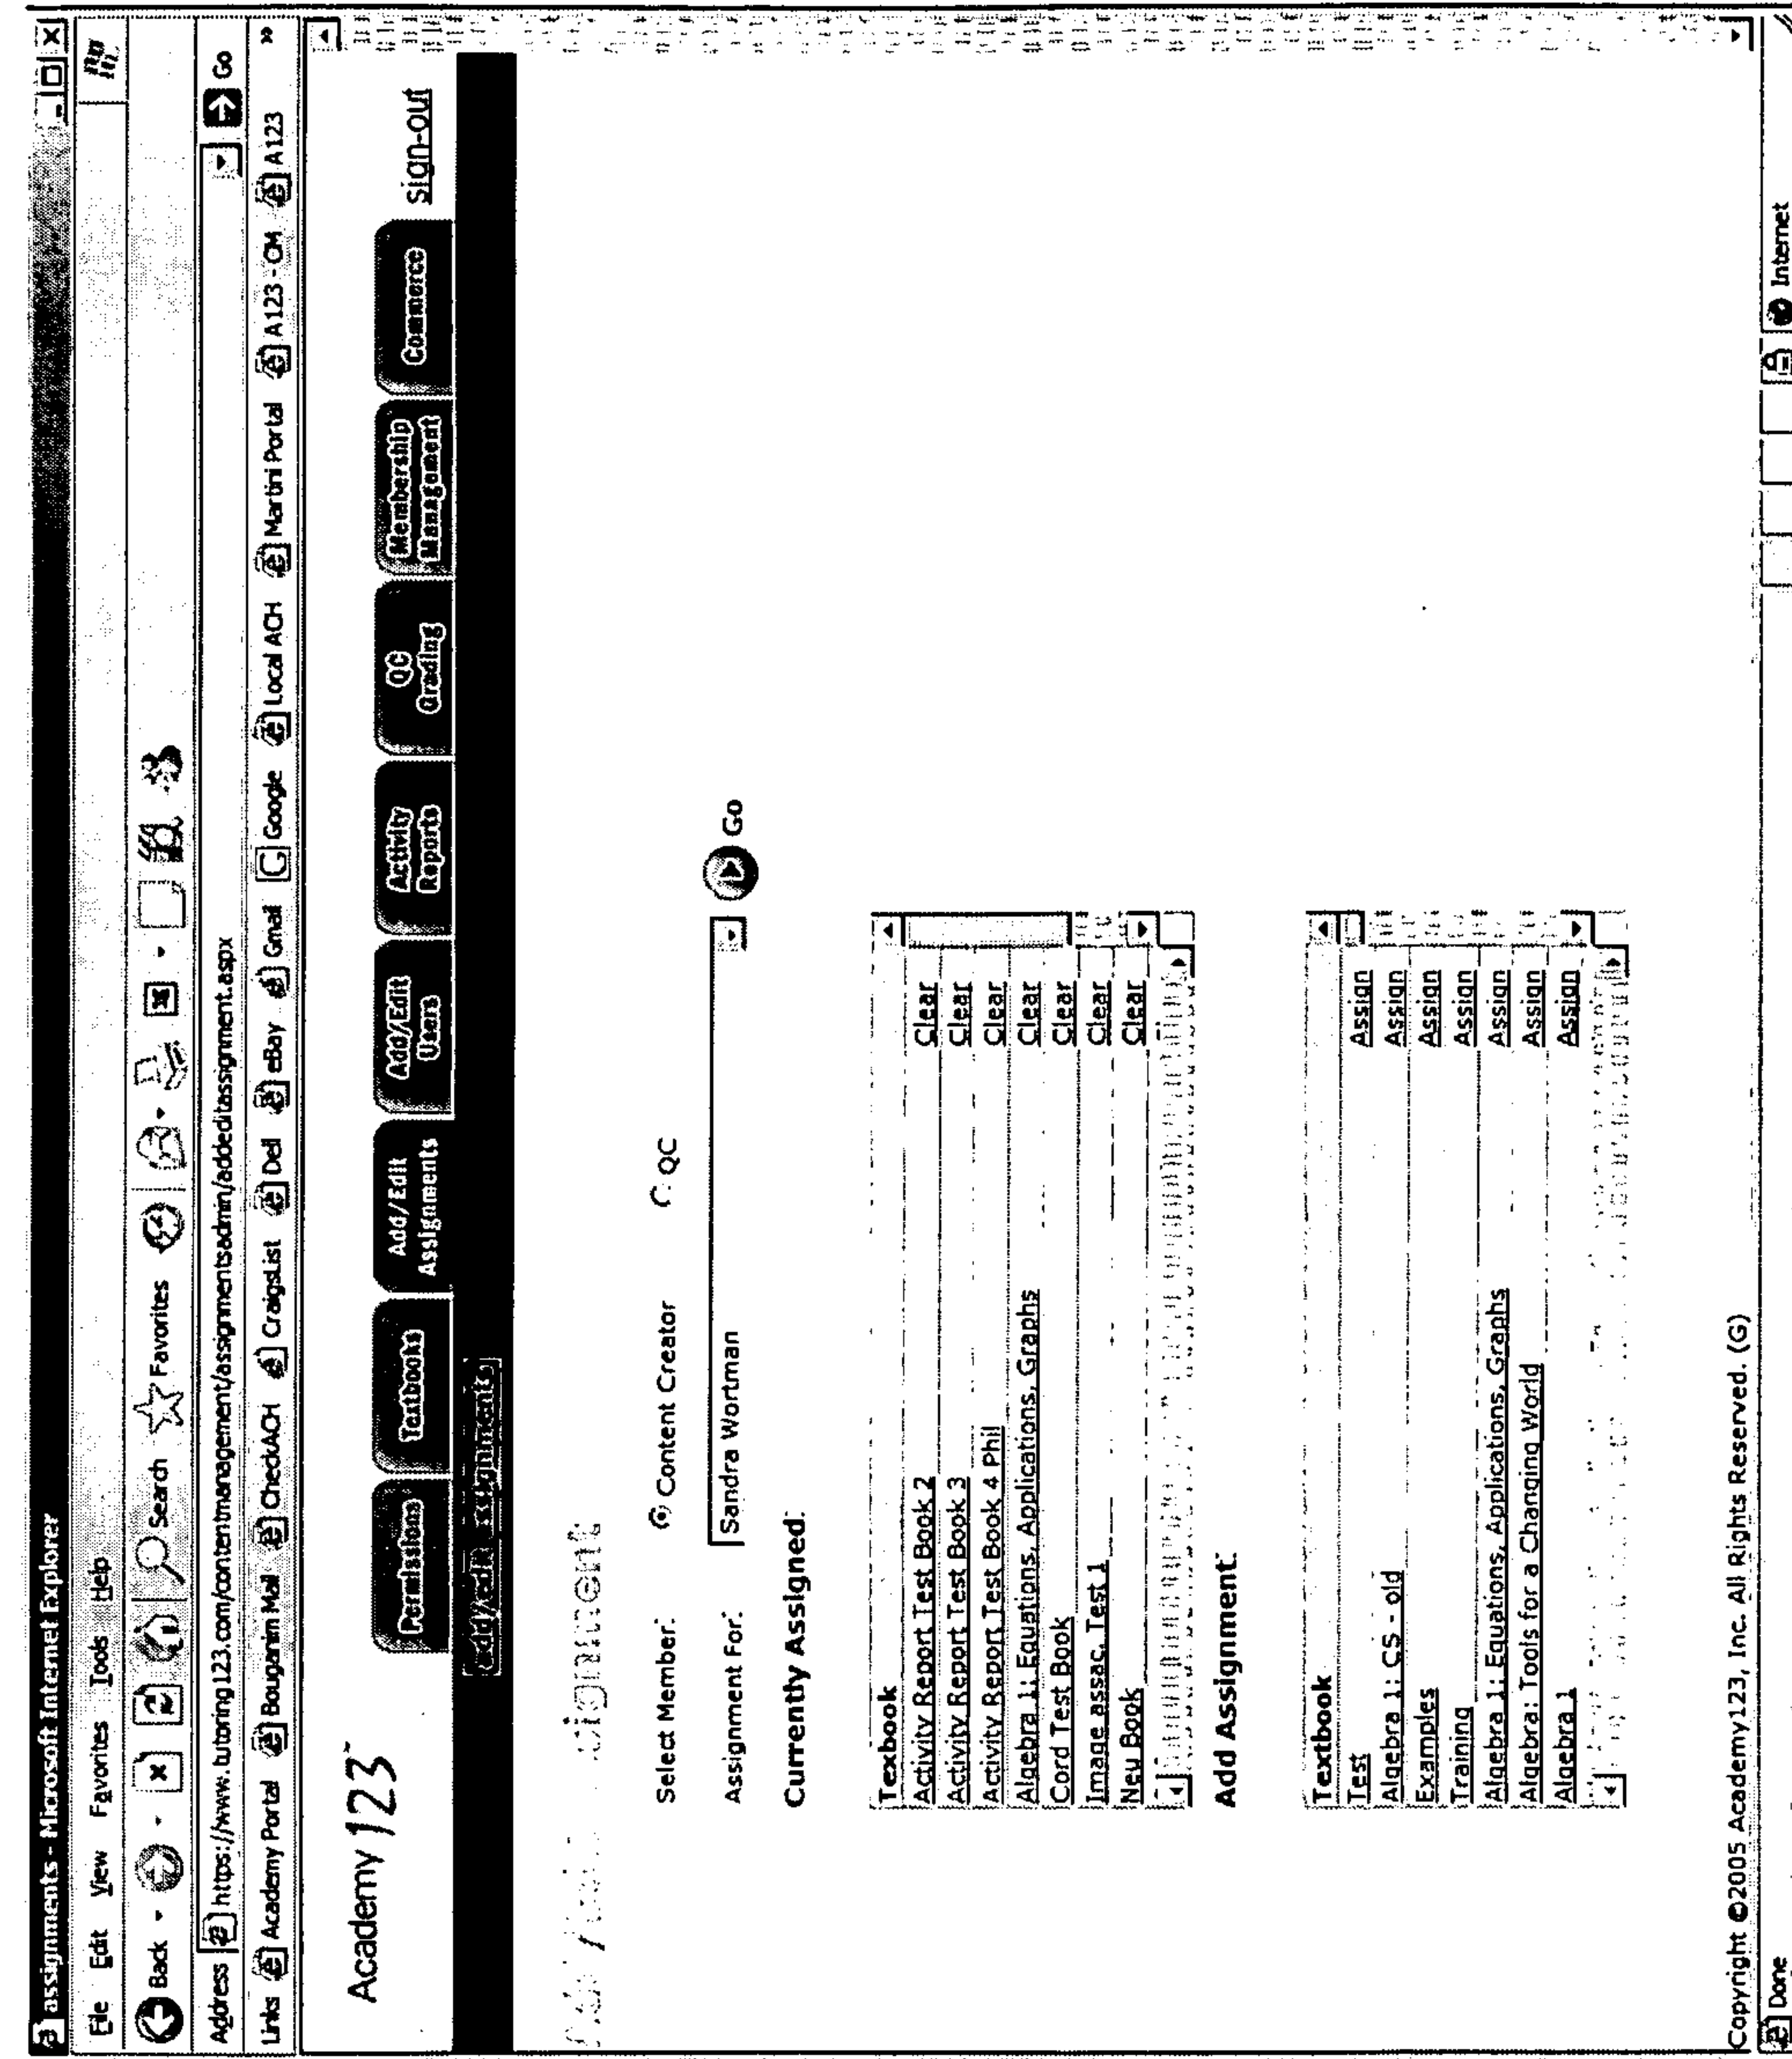 assignments - Microsoft Internet Explorer
File Edit View Favorites Tools Help
Back Search Favorites
Address https://www.tutoring123.com/contentmanagement/assignmentsadmin/addeditassignment.aspx Go
Links Academy Portal Bouganim Mail CheckACH CraigsList Dell eBay Gmail Google Local ACH Martini Portal A123 - CM A123 »
Academy 123 sign-out
Permissions Textbooks Add/Edit Assignments Add/Edit Users Activity Reports QC Grading Membership Management Commerce
add/edit assignments
Select Member: Content Creator QC
Assignment For: Sandra Wortman Go
Currently Assigned:
Textbook
Activity Report Test Book 2 Clear
Activity Report Test Book 3 Clear
Activity Report Test Book 4 Phil Clear
Algebra 1: Equations, Applications, Graphs Clear
Cord Test Book Clear
Image assac. Test 1 Clear
Neu Book Clear
Add Assignment:
Textbook
Test Assign
Algebra 1: CS - old Assign
Examples Assign
Training Assign
Algebra 1: Equations, Applications, Graphs Assign
Algebra: Tools for a Changing World Assign
Algebra 1 Assign
Copyright ©2005 Academy123, Inc. All Rights Reserved. (G)
Done Internet